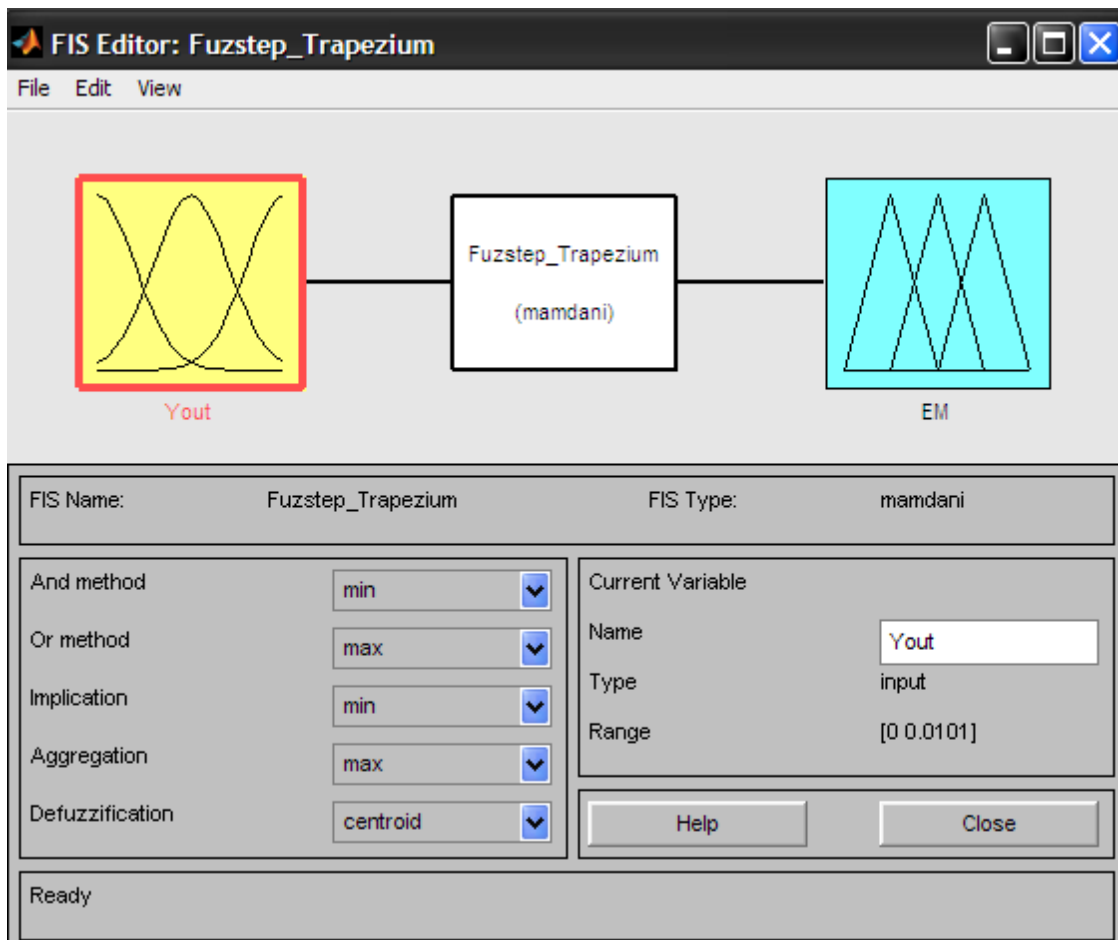 FIS Editor: Fuzstep_Trapezium
File Edit View
Fuzstep_Trapezium
(mamdani)
Yout
EM
FIS Name: Fuzstep_Trapezium FIS Type: mamdani
And method min
Or method max
Implication min
Aggregation max
Defuzzification centroid
Current Variable
Name Yout
Type input
Range [0 0.0101]
Help Close
Ready